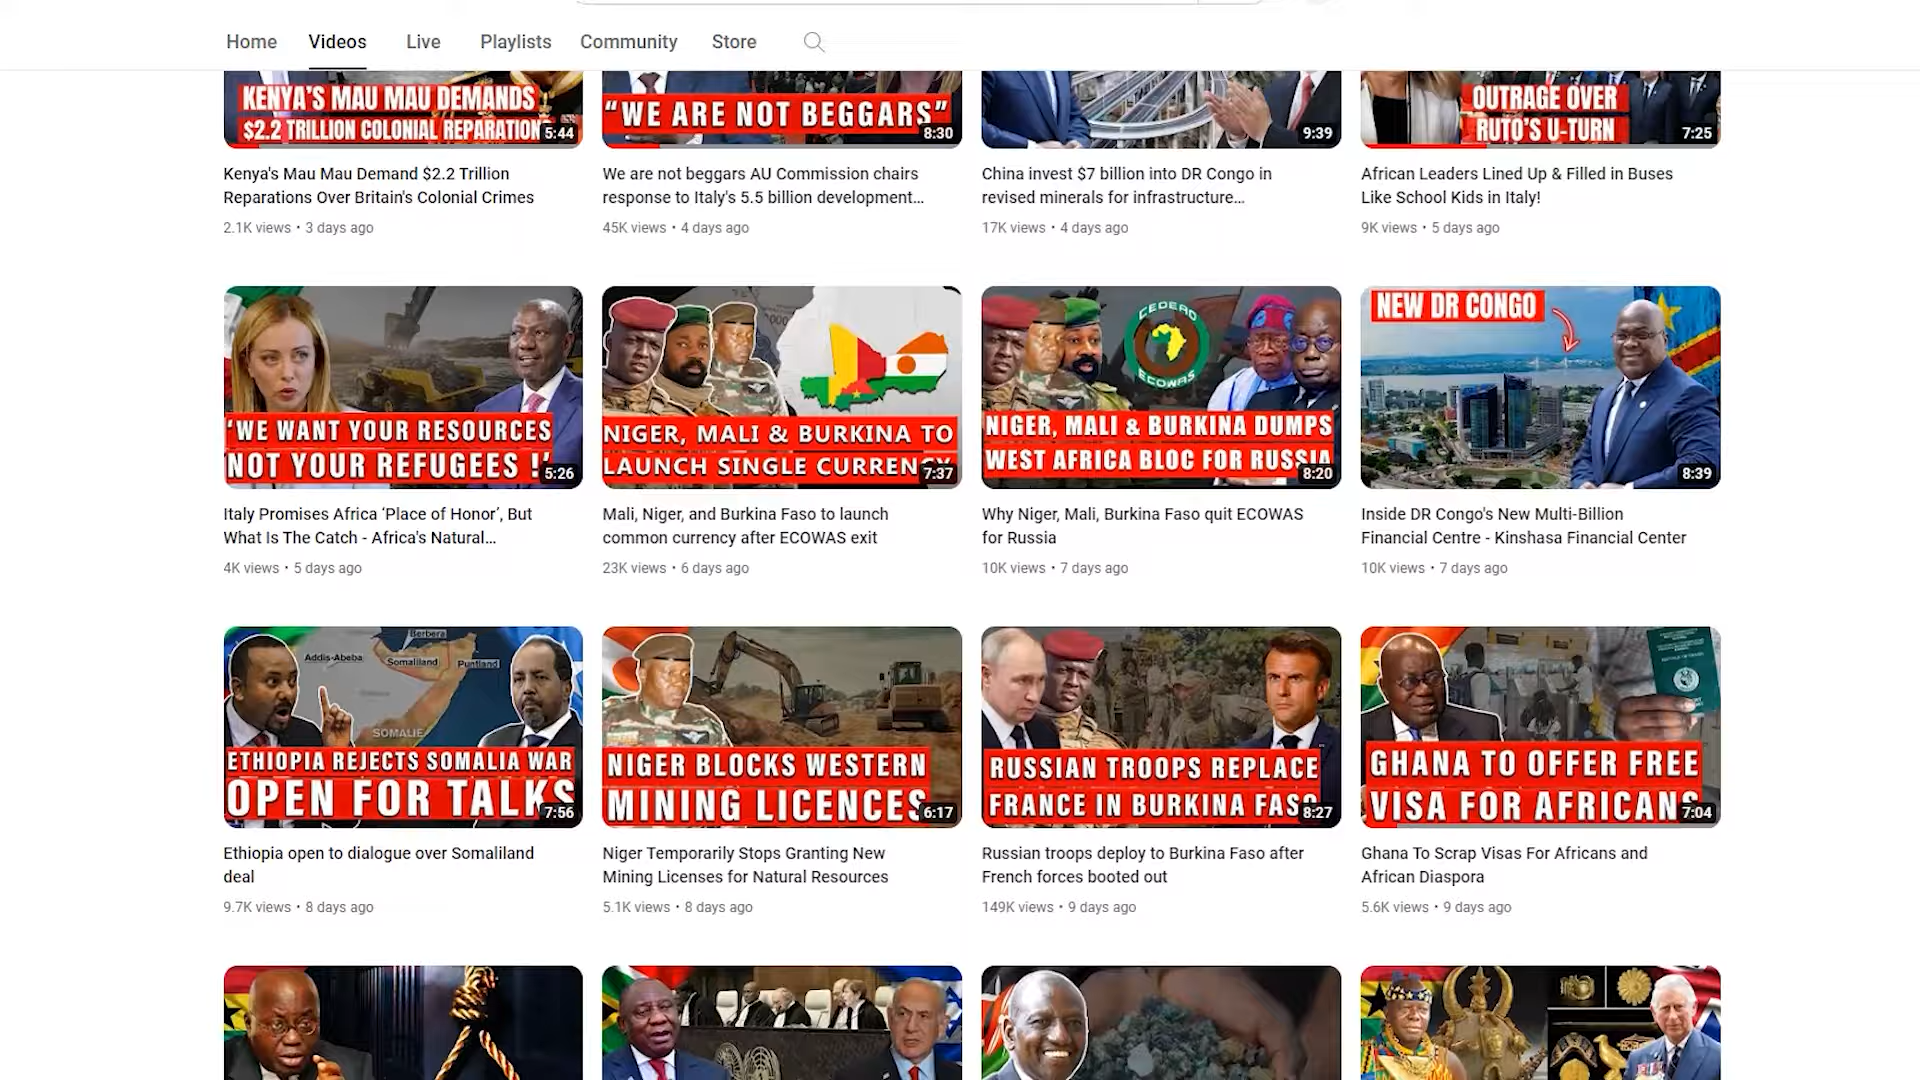 Home Videos Live Playlists Community Store
KENYA'S MAU MAU DEMANDS
$2.2 TRILLION COLONIAL REPARATION
5:44
"WE ARE NOT BEGGARS"
8:30
9:39
OUTRAGE OVER
RUTO'S U-TURN
7:25
Kenya's Mau Mau Demand $2.2 Trillion
Reparations Over Britain's Colonial Crimes
2.1K views • 3 days ago
We are not beggars AU Commission chairs
response to Italy's 5.5 billion development...
45K views • 4 days ago
China invest $7 billion into DR Congo in
revised minerals for infrastructure...
17K views • 4 days ago
African Leaders Lined Up & Filled in Buses
Like School Kids in Italy!
9K views • 5 days ago
'WE WANT YOUR RESOURCES
NOT YOUR REFUGEES !'
5:26
NIGER, MALI & BURKINA TO
LAUNCH SINGLE CURRENCY
7:37
CEDEAO
ECOWAS
NIGER, MALI & BURKINA DUMPS
WEST AFRICA BLOC FOR RUSSIA
8:20
NEW DR CONGO
8:39
Italy Promises Africa ‘Place of Honor’, But
What Is The Catch - Africa's Natural...
4K views • 5 days ago
Mali, Niger, and Burkina Faso to launch
common currency after ECOWAS exit
23K views • 6 days ago
Why Niger, Mali, Burkina Faso quit ECOWAS
for Russia
10K views • 7 days ago
Inside DR Congo's New Multi-Billion
Financial Centre - Kinshasa Financial Center
10K views • 7 days ago
Berbera
Addis-Abeba
Somaliland
Puntland
SOMALIE
ETHIOPIA REJECTS SOMALIA WAR
OPEN FOR TALKS
7:56
NIGER BLOCKS WESTERN
MINING LICENCES
6:17
RUSSIAN TROOPS REPLACE
FRANCE IN BURKINA FASO
8:27
GHANA TO OFFER FREE
VISA FOR AFRICANS
7:04
Ethiopia open to dialogue over Somaliland
deal
9.7K views • 8 days ago
Niger Temporarily Stops Granting New
Mining Licenses for Natural Resources
5.1K views • 8 days ago
Russian troops deploy to Burkina Faso after
French forces booted out
149K views • 9 days ago
Ghana To Scrap Visas For Africans and
African Diaspora
5.6K views • 9 days ago